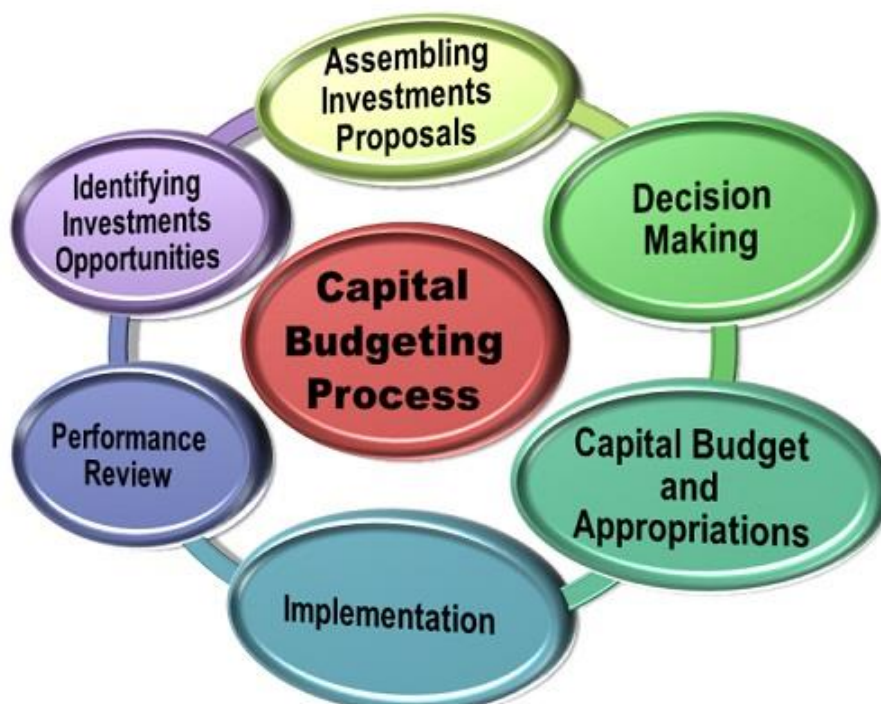 Assembling
Investments
Proposals
Decision
Making
Identifying
Investments
Opportunities
Capital
Budgeting
Process
Capital Budget
and
Appropriations
Performance
Review
Implementation